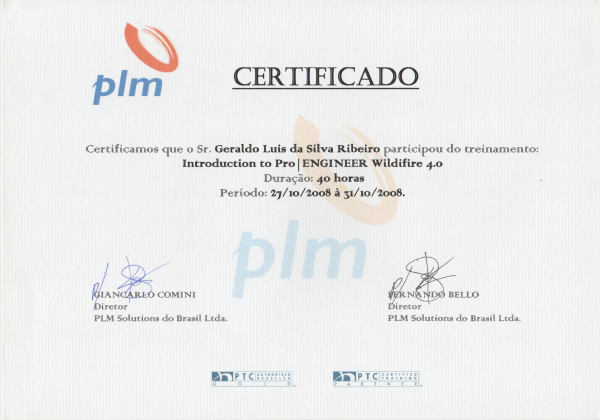 plm
CERTIFICADO
Certificamos que o Sr. Geraldo Luis da Silva Ribeiro participou do treinamento:
Introduction to Pro|ENGINEER Wildifire 4.0
Duração: 40 horas
Período: 27/10/2008 à 31/10/2008.
plm
GIANCARLO COMINI
Diretor
PLM Solutions do Brasil Ltda.
FERNANDO BELLO
Diretor
PLM Solutions do Brasil Ltda.
PTC AUTHORIZED RESELLER
GOLD
PTC CERTIFIED TRAINING
PARTNER